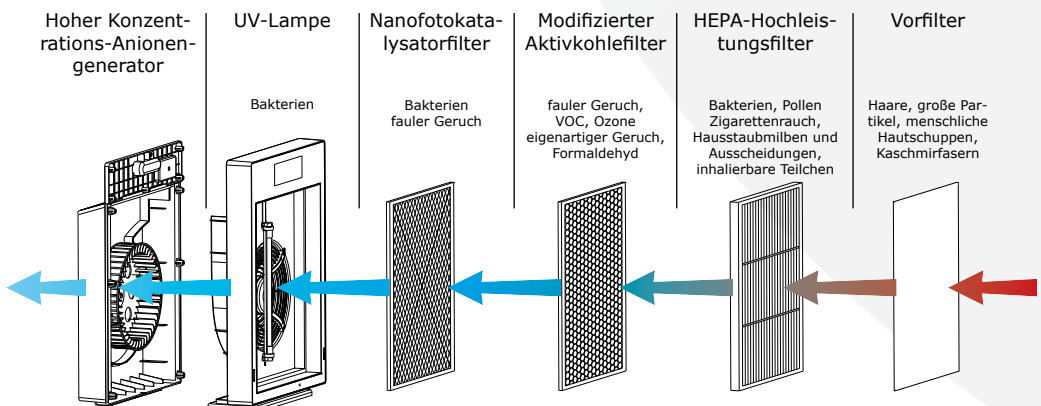 Hoher Konzent-
rations-Anionen-
generator
UV-Lampe
Bakterien
Nanofotokata-
lysatorfilter
Bakterien
fauler Geruch
Modifizierter
Aktivkohlefilter
fauler Geruch,
VOC, Ozone
eigenartiger Geruch,
Formaldehyd
HEPA-Hochleis-
tungsfilter
Bakterien, Pollen
Zigarettenrauch,
Hausstaubmilben und
Ausscheidungen,
inhalierbare Teilchen
Vorfilter
Haare, große Par-
tikel, menschliche
Hautschuppen,
Kaschmirfasern